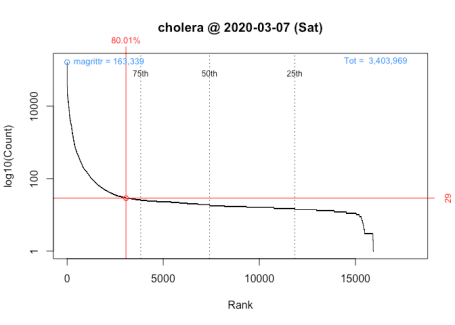 cholera @ 2020-03-07 (Sat)
80.01%
magrittr = 163,339
Tot = 3,403,969
75th
50th
25th
log10(Count)
10000
100
1
29
0
5000
10000
15000
Rank